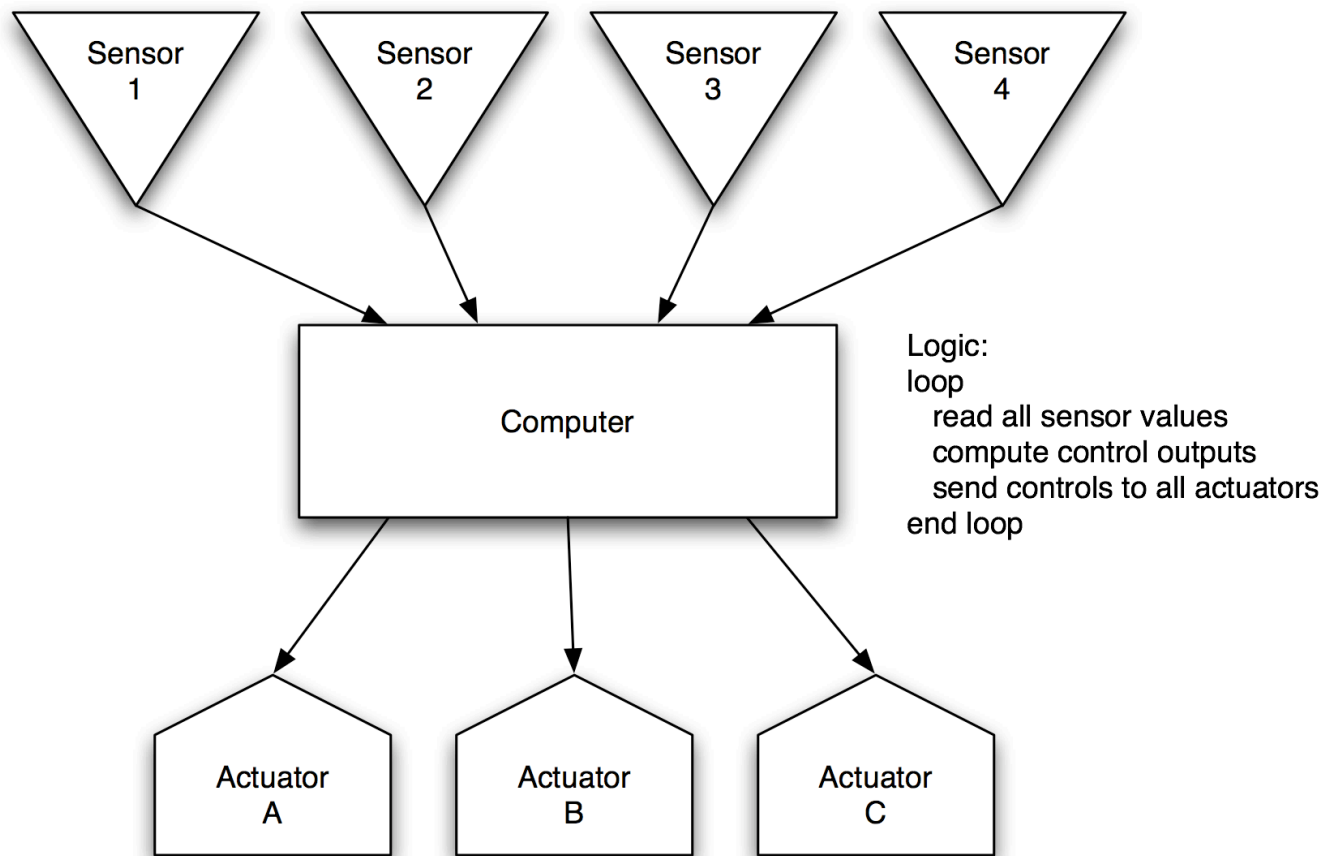 Sensor
1
Sensor
2
Sensor
3
Sensor
4
Computer
Logic:
loop
read all sensor values
compute control outputs
send controls to all actuators
end loop
Actuator
A
Actuator
B
Actuator
C